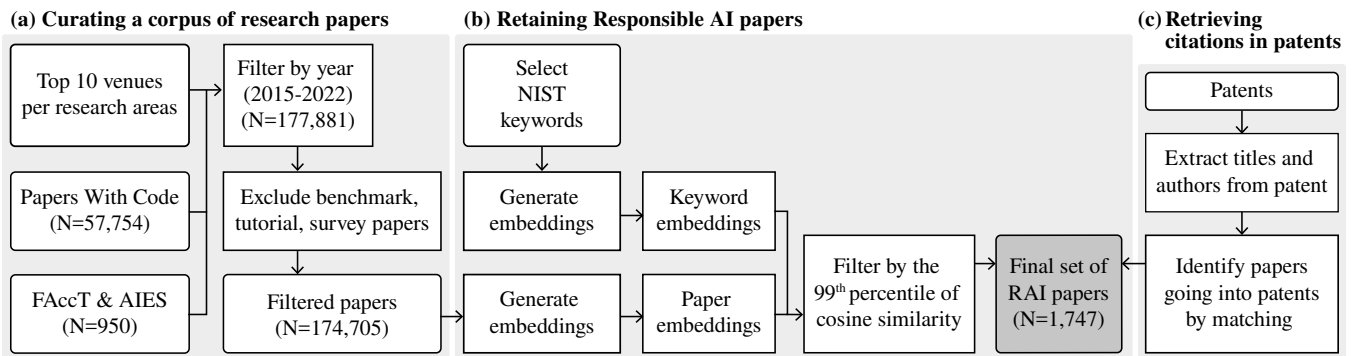 (a) Curating a corpus of research papers
Top 10 venues
per research areas
Papers With Code
(N=57,754)
FAccT & AIES
(N=950)
Filter by year
(2015-2022)
(N=177,881)
Exclude benchmark,
tutorial, survey papers
Filtered papers
(N=174,705)
(b) Retaining Responsible AI papers
Select
NIST
keywords
Generate
embeddings
Keyword
embeddings
Generate
embeddings
Paper
embeddings
Filter by the
99th percentile of
cosine similarity
Final set of
RAI papers
(N=1,747)
(c) Retrieving
citations in patents
Patents
Extract titles and
authors from patent
Identify papers
going into patents
by matching